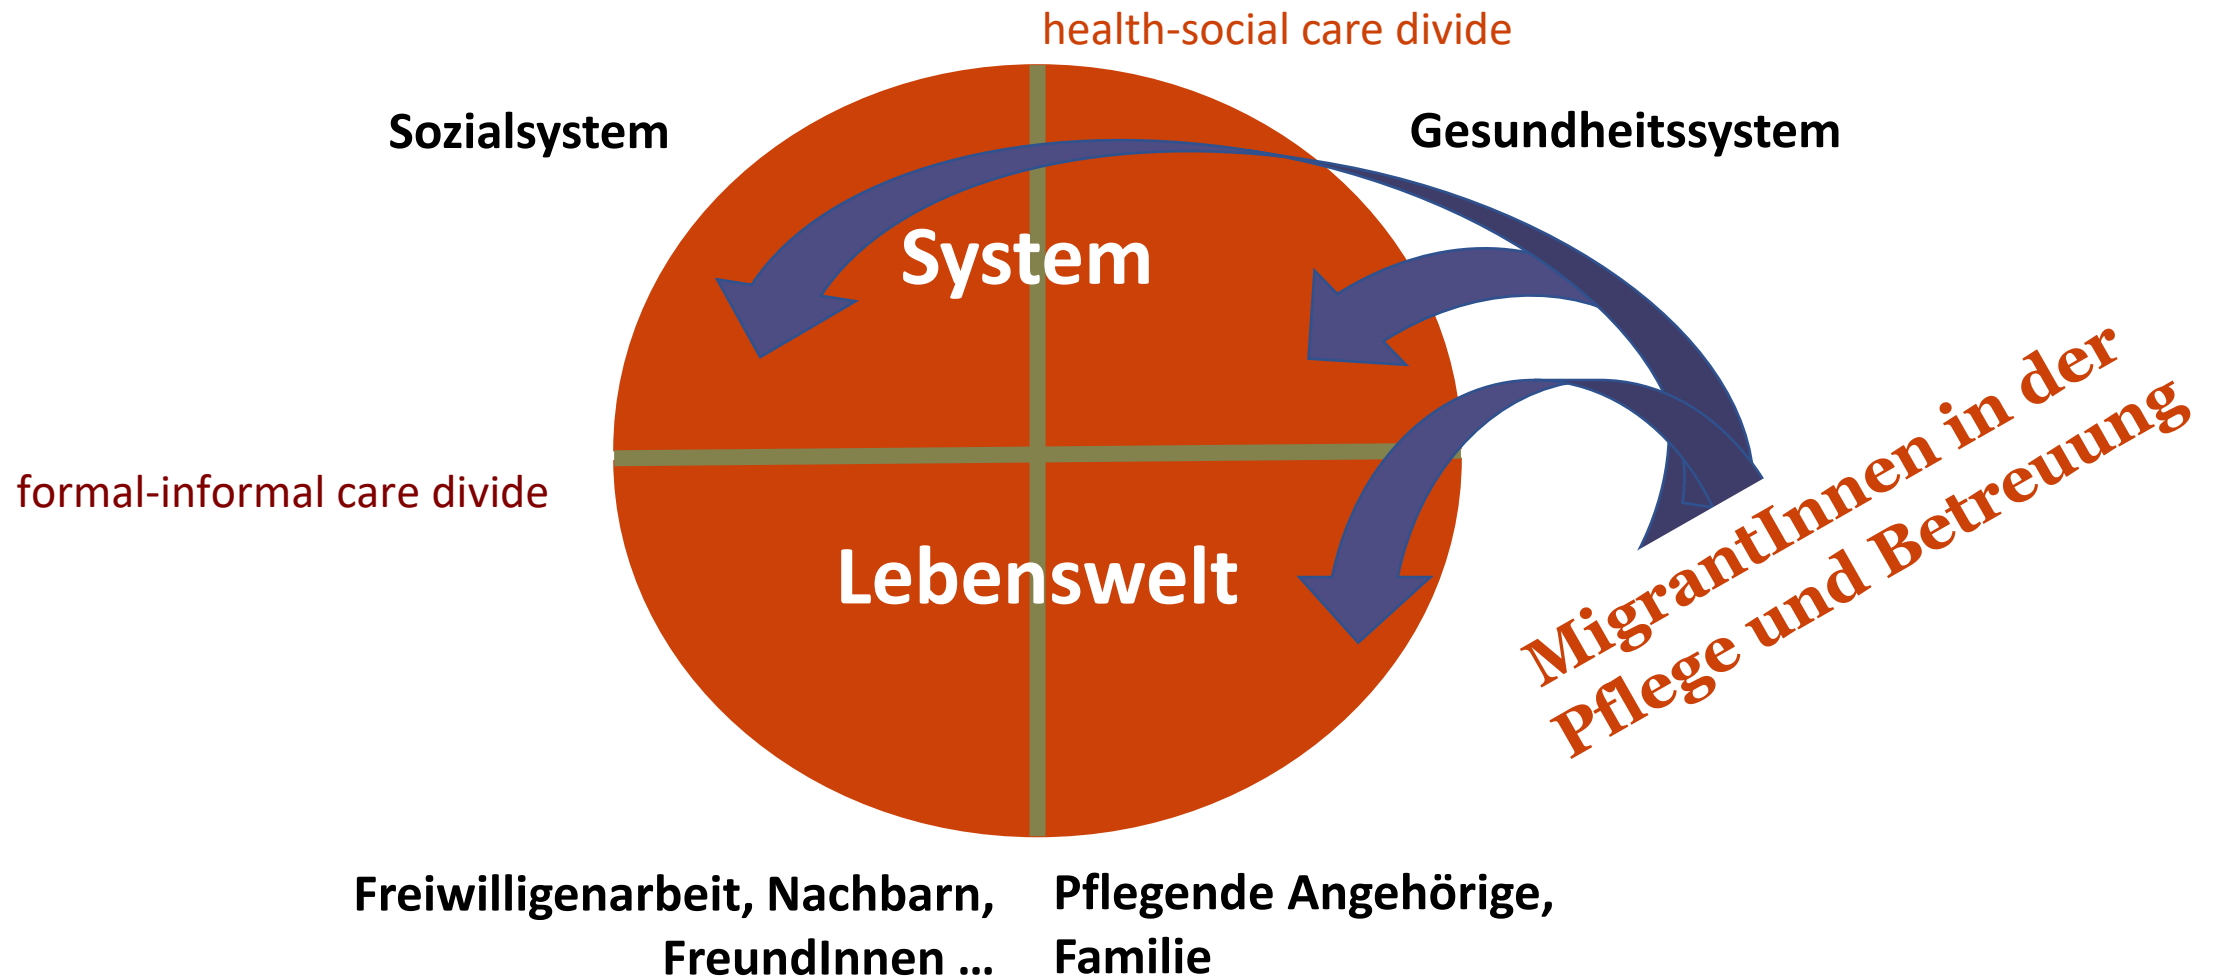 health-social care divide
Sozialsystem
Gesundheitssystem
System
formal-informal care divide
MigrantInnen in der
Pflege und Betreuung
Lebenswelt
Freiwilligenarbeit, Nachbarn,
FreundInnen ...
Pflegende Angehörige,
Familie